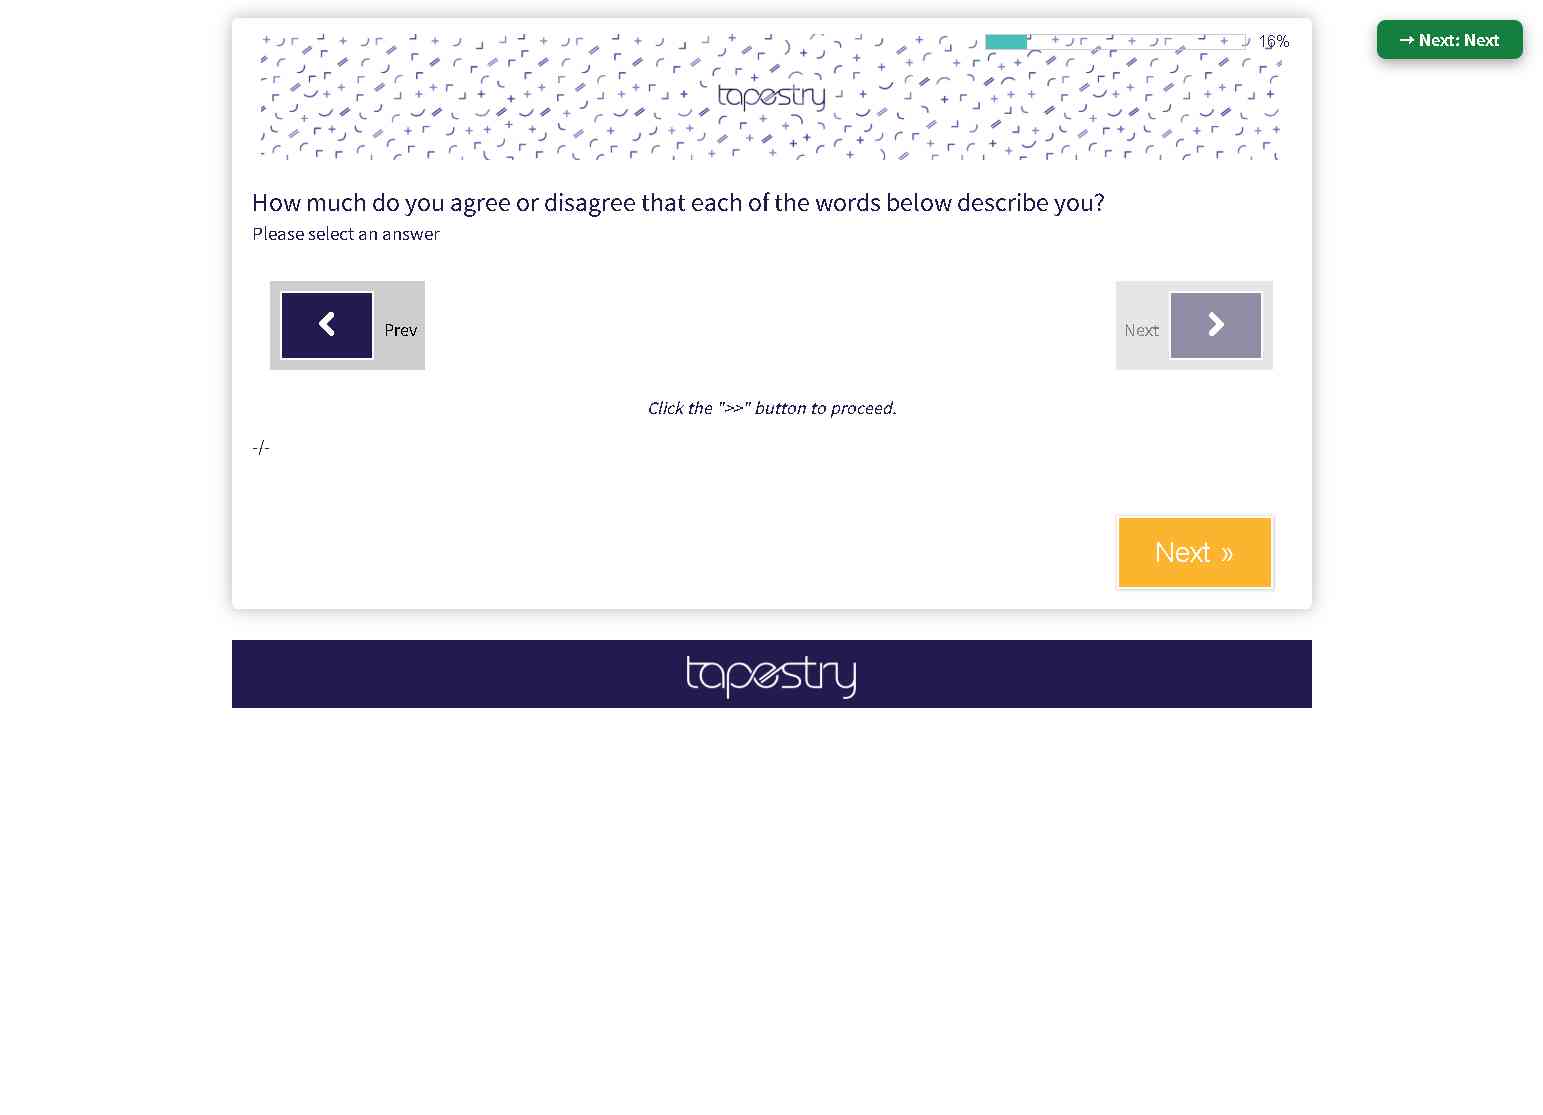 16%
→ Next: Next
tapestry
How much do you agree or disagree that each of the words below describe you?
Please select an answer
Prev
Next
Click the ">>" button to proceed.
-/-
Next »
tapestry